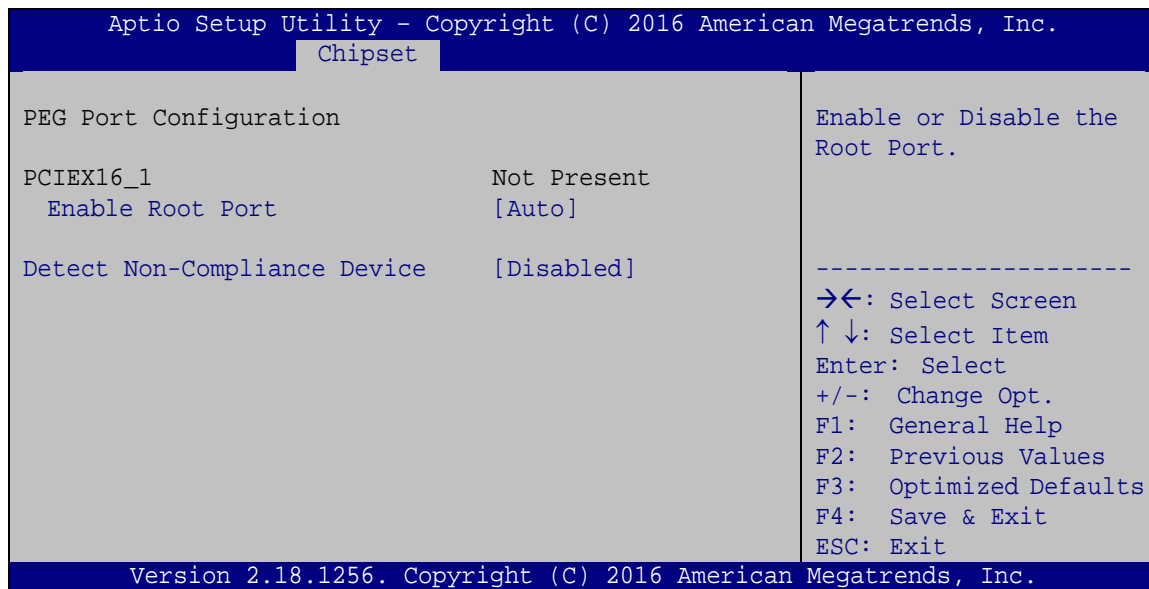 Aptio Setup Utility – Copyright (C) 2016 American Megatrends, Inc.
Chipset
PEG Port Configuration
PCIEX16_1 Not Present
Enable Root Port [Auto]
Detect Non-Compliance Device [Disabled]
Enable or Disable the
Root Port.
----------------------
→←: Select Screen
↑ ↓: Select Item
Enter: Select
+/-: Change Opt.
F1: General Help
F2: Previous Values
F3: Optimized Defaults
F4: Save & Exit
ESC: Exit
Version 2.18.1256. Copyright (C) 2016 American Megatrends, Inc.